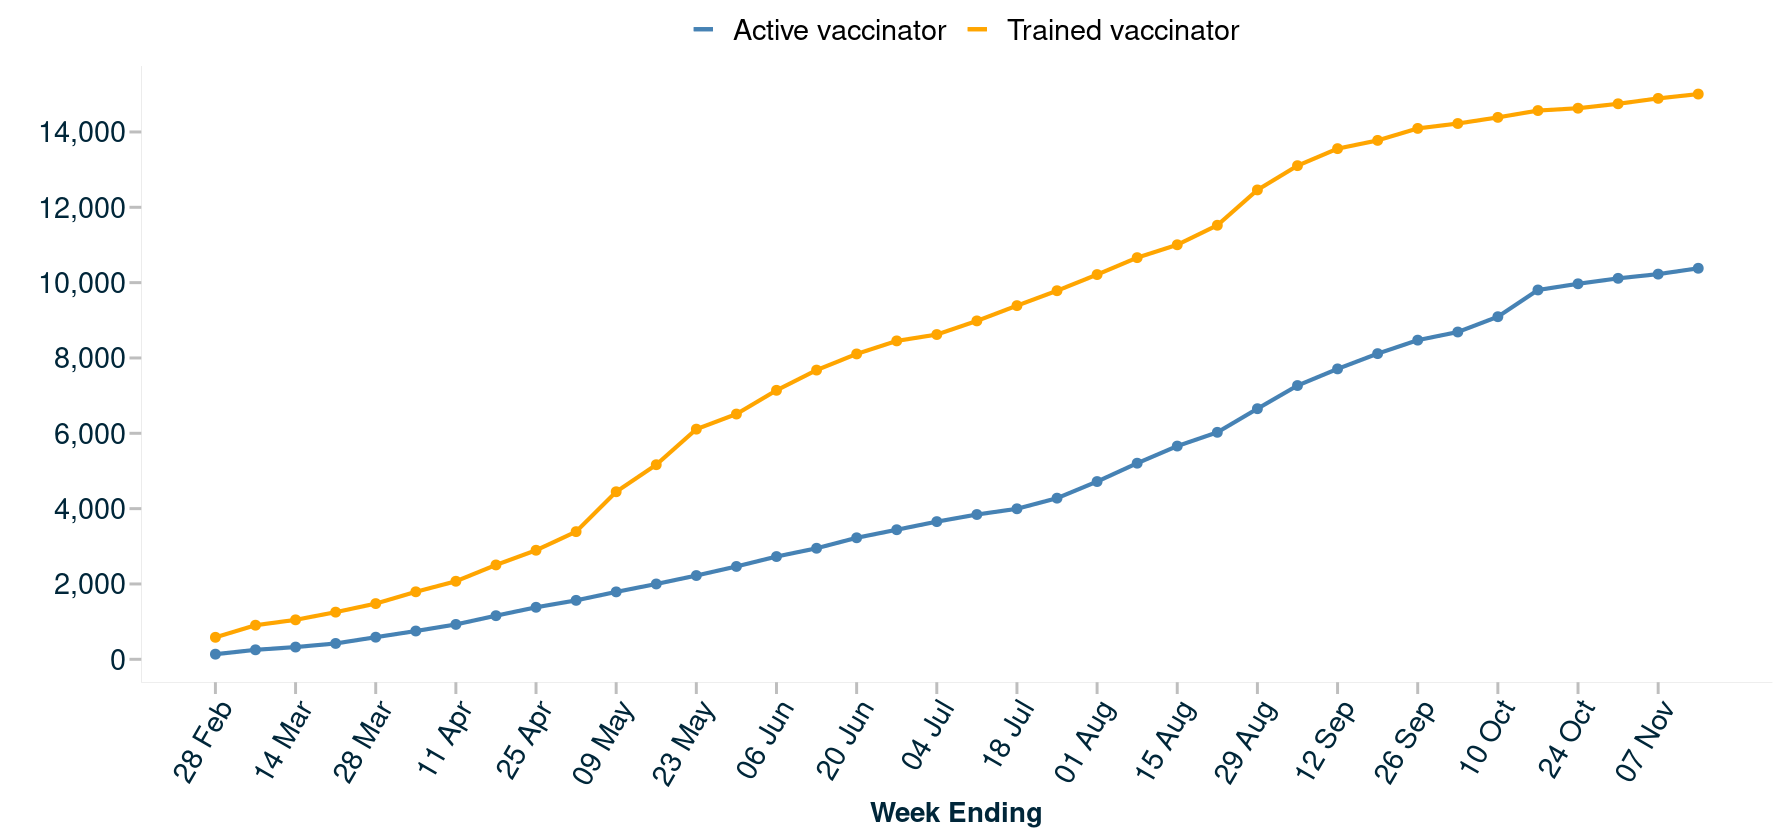 Active vaccinator Trained vaccinator
14,000
12,000
10,000
8,000
6,000
4,000
2,000
0
28 Feb 14 Mar 28 Mar 11 Apr 25 Apr 09 May 23 May 06 Jun 20 Jun 04 Jul 18 Jul 01 Aug 15 Aug 29 Aug 12 Sep 26 Sep 10 Oct 24 Oct 07 Nov
Week Ending